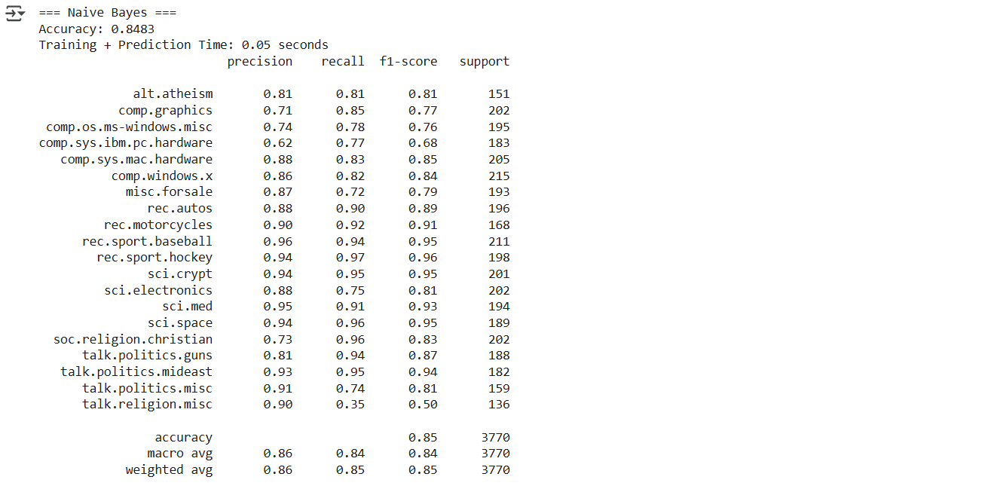 === Naive Bayes ===
Accuracy: 0.8483
Training + Prediction Time: 0.05 seconds
precision recall f1-score support
alt.atheism 0.81 0.81 0.81 151
comp.graphics 0.71 0.85 0.77 202
comp.os.ms-windows.misc 0.74 0.78 0.76 195
comp.sys.ibm.pc.hardware 0.62 0.77 0.68 183
comp.sys.mac.hardware 0.88 0.83 0.85 205
comp.windows.x 0.86 0.82 0.84 215
misc.forsale 0.87 0.72 0.79 193
rec.autos 0.88 0.90 0.89 196
rec.motorcycles 0.90 0.92 0.91 168
rec.sport.baseball 0.96 0.94 0.95 211
rec.sport.hockey 0.94 0.97 0.96 198
sci.crypt 0.94 0.95 0.95 201
sci.electronics 0.88 0.75 0.81 202
sci.med 0.95 0.91 0.93 194
sci.space 0.94 0.96 0.95 189
soc.religion.christian 0.73 0.96 0.83 202
talk.politics.guns 0.81 0.94 0.87 188
talk.politics.mideast 0.93 0.95 0.94 182
talk.politics.misc 0.91 0.74 0.81 159
talk.religion.misc 0.90 0.35 0.50 136
accuracy 0.85 3770
macro avg 0.86 0.84 0.84 3770
weighted avg 0.86 0.85 0.85 3770